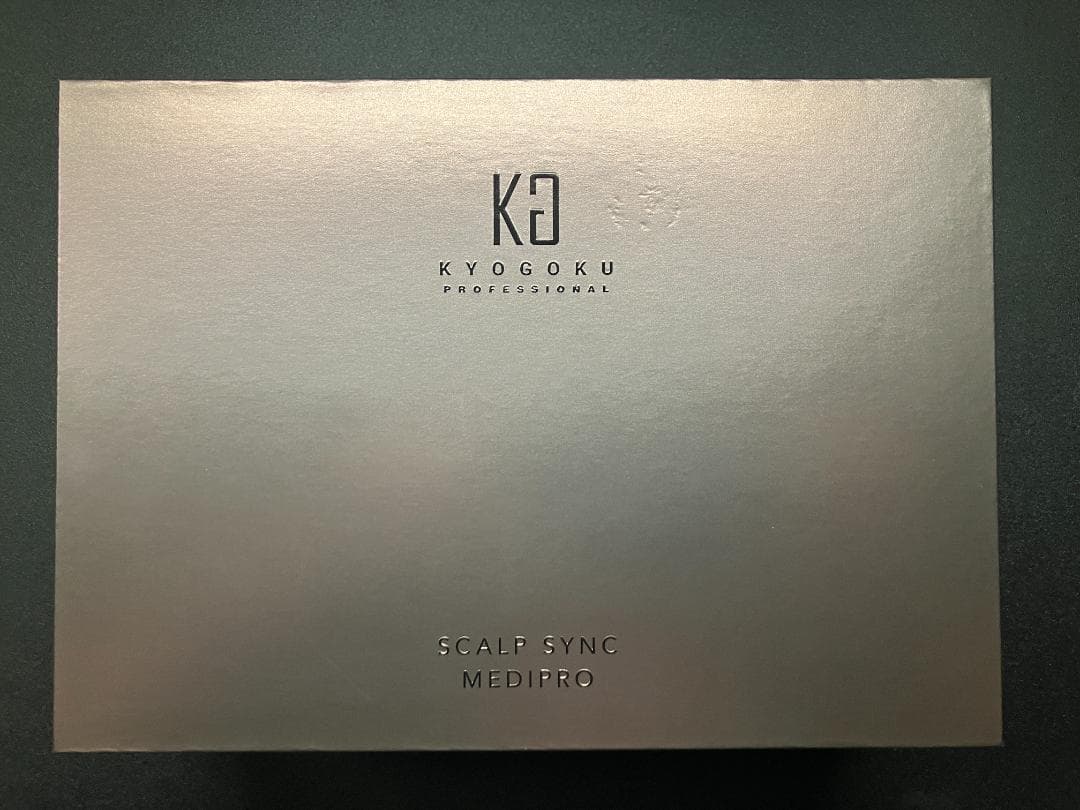 KG
KYOGOKU
PROFESSIONAL
SCALP SYNC
MEDIPRO